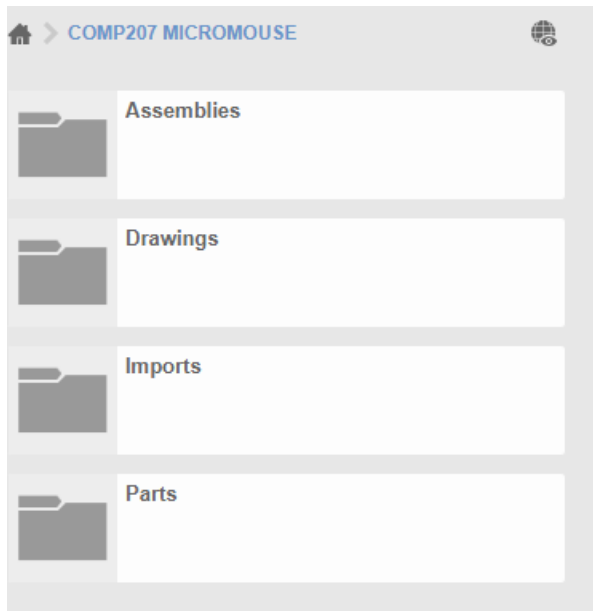 COMP207 MICROMOUSE
Assemblies
Drawings
Imports
Parts